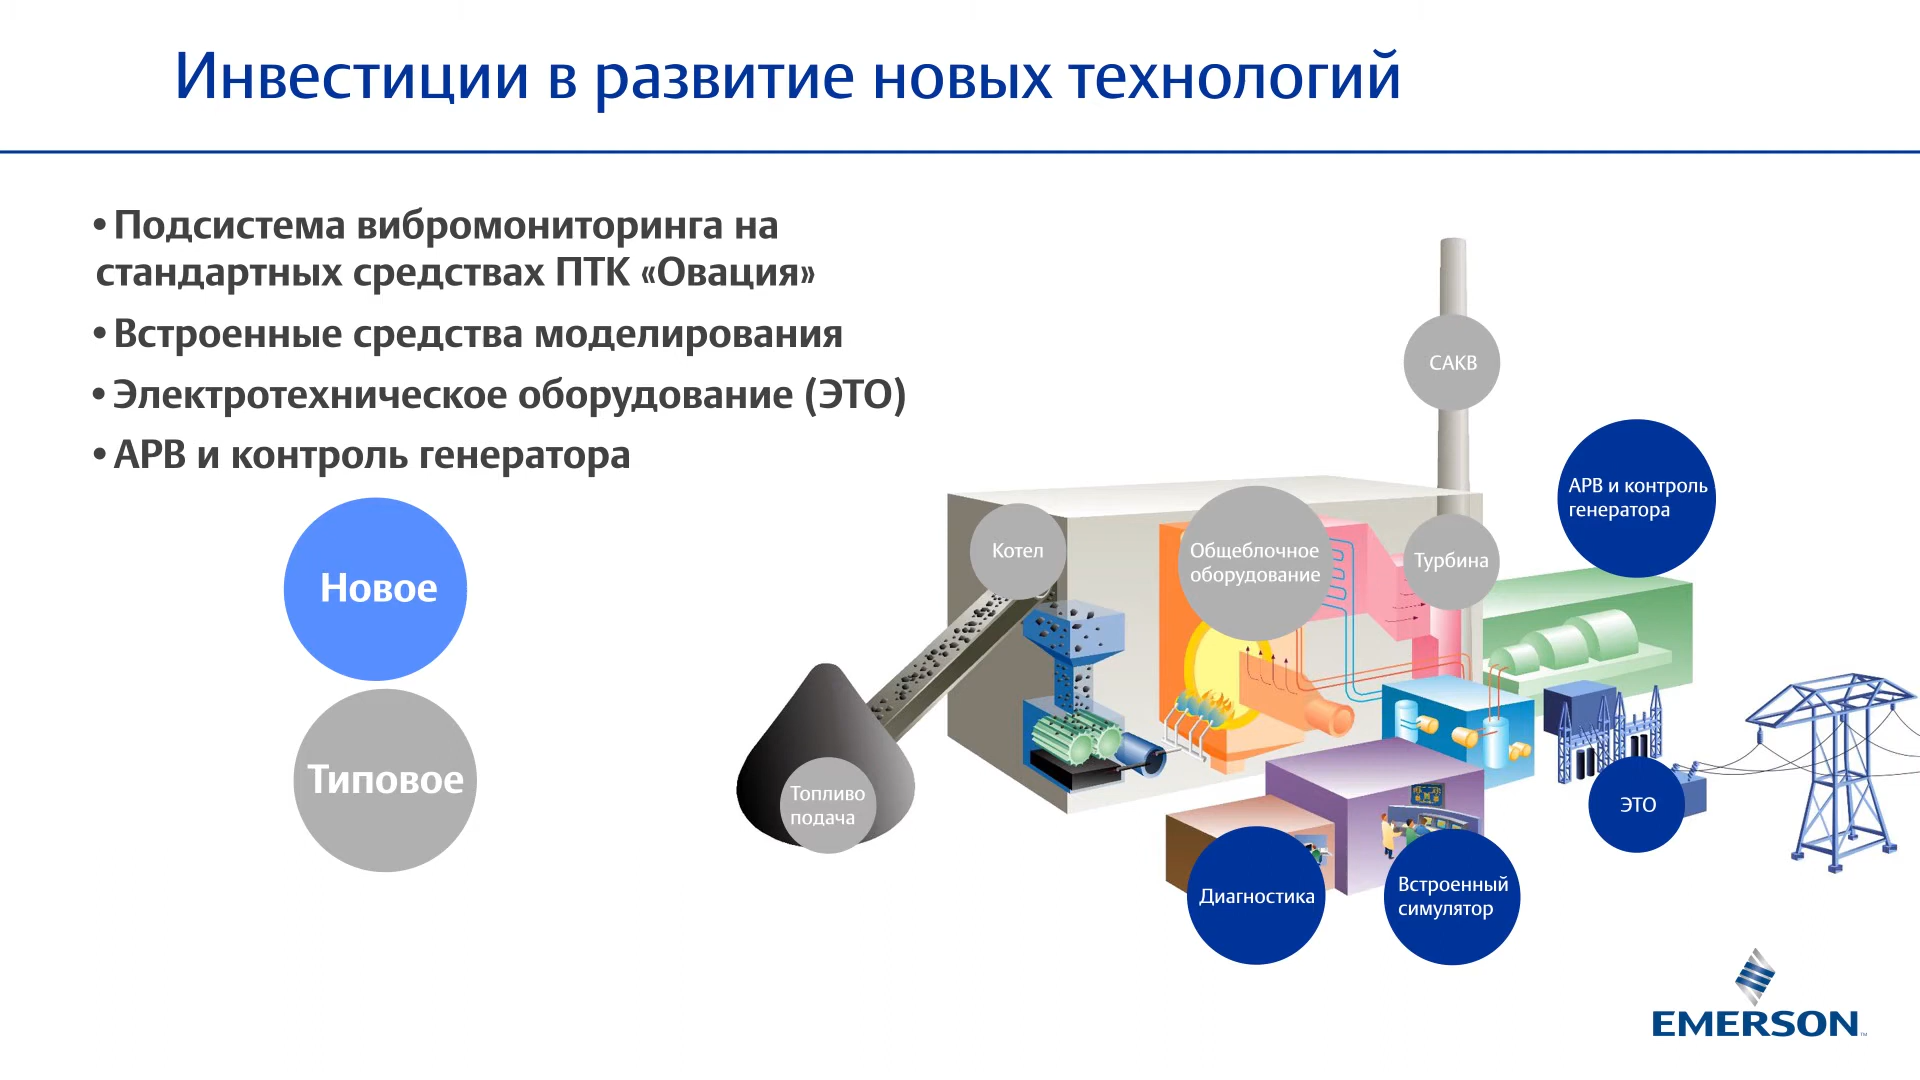 Инвестиции в развитие новых технологий
•Подсистема вибромониторинга на
стандартных средствах ПТК «Овация»
•Встроенные средства моделирования
•Электротехническое оборудование (ЭТО)
•АРВ и контроль генератора
Новое
Типовое
САКВ
АРВ и контроль
генератора
Котел
Общеблочное
оборудование
Турбина
Топливо
подача
ЭТО
Диагностика
Встроенный
симулятор
EMERSON™